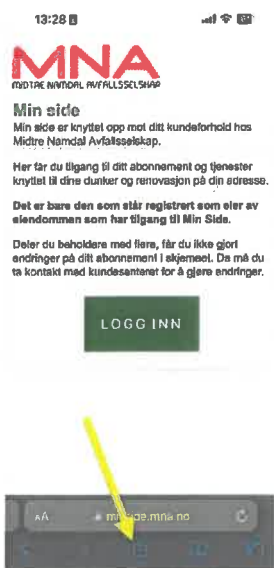 13:28
MNA
MIDTRE NAMDAL AVFALLSSELSKAP
Min side
Min side er knyttet opp mot ditt kundeforhold hos
Midtre Namdal Avfallselskap.
Her får du tilgang til ditt abonnement og tjenester
knyttet til dine dunker og renovasjon på din adresse.
Det er bare den som står registrert som eier av
eiendommen som har tilgang til Min Side.
Deler du beholdere med flere, får du ikke gjort
endringer på ditt abonnement i skjemaet. Da må du
ta kontakt med kundesenteret for å gjøre endringer.
LOGG INN
AA
mna.no